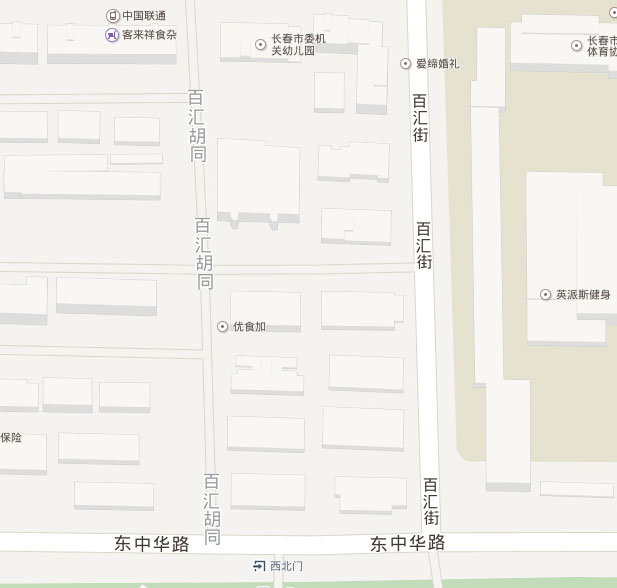 中国联通
客来祥食杂
长春市委机
关幼儿园
爱缔婚礼
长春市
体育协
百汇胡同
百汇街
百汇胡同
百汇街
英派斯健身
优食加
保险
百汇胡同
百汇街
东中华路
东中华路
西北门